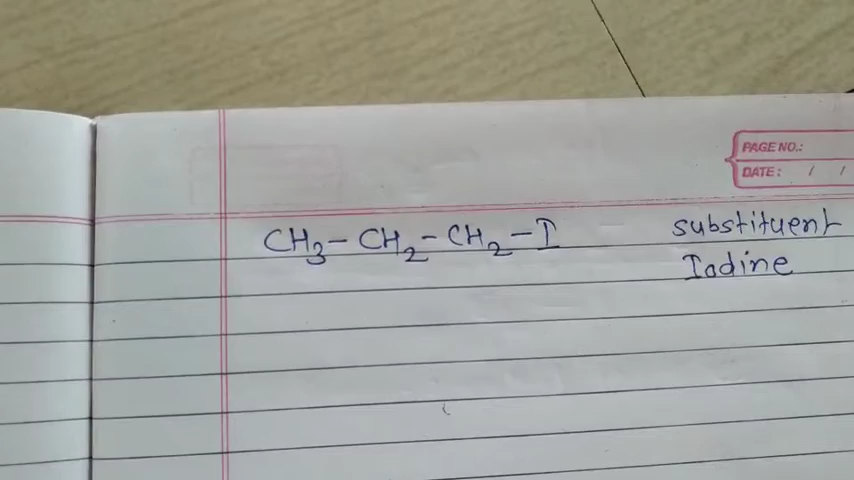 PAGE NO.:
DATE: / /
CH3-CH2-CH2-I substituent
Iodine